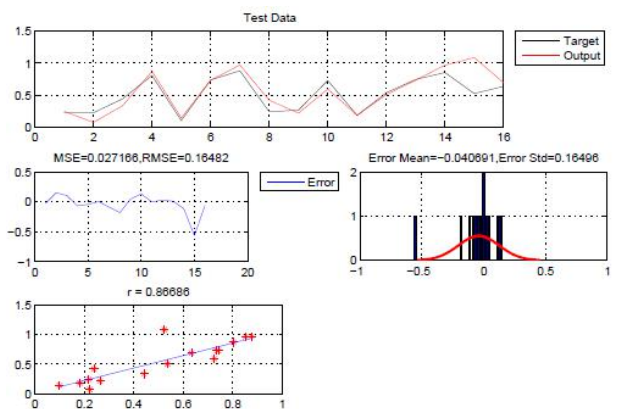 Test Data
1.5
1
0.5
0
0 2 4 6 8 10 12 14 16
Target
Output
MSE=0.027166,RMSE=0.16482
0.5
0
−0.5
−1
0 5 10 15 20
Error
Error Mean=−0.040691,Error Std=0.16496
2
1
0
−1 −0.5 0 0.5 1
r = 0.86686
1.5
1
0.5
0
0 0.2 0.4 0.6 0.8 1